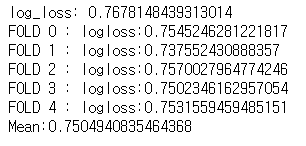 log_loss: 0.7678148439313014
FOLD 0 : logloss:0.7545246281221817
FOLD 1 : logloss:0.737552430888357
FOLD 2 : logloss:0.7570027964774246
FOLD 3 : logloss:0.7502346162957054
FOLD 4 : logloss:0.7531559459485151
Mean:0.7504940835464368